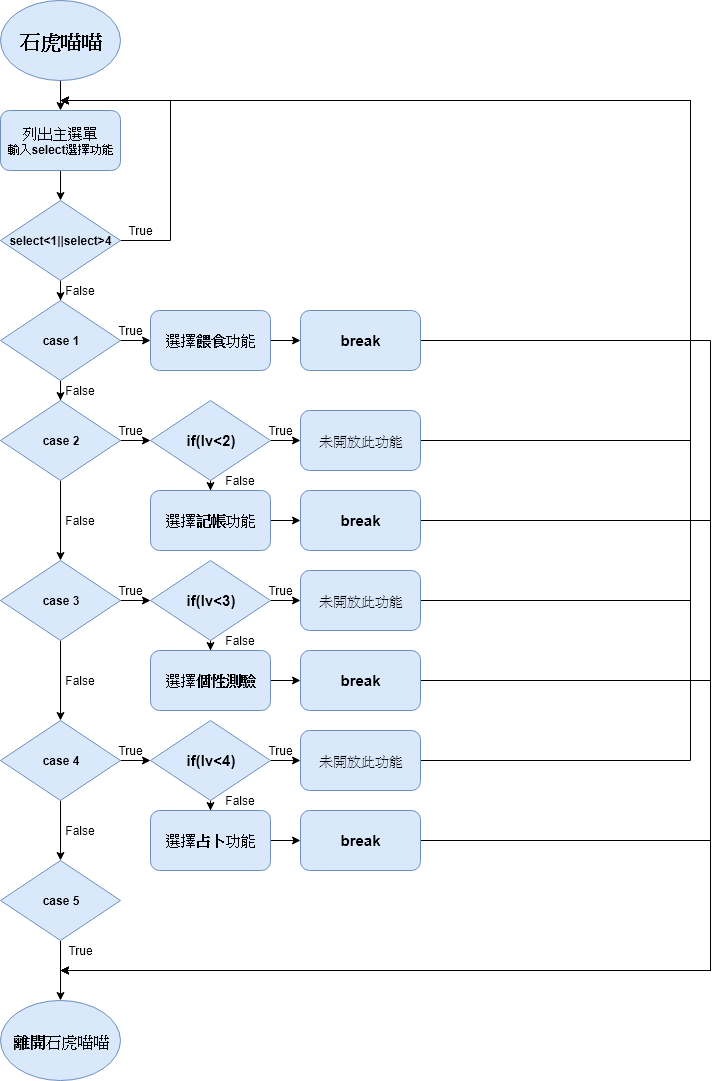 石虎喵喵
列出主選單
輸入select選擇功能
select<1||select>4
True
False
case 1
True
選擇餵食功能
break
False
case 2
True
if(lv<2)
True
未開放此功能
False
選擇記帳功能
break
False
case 3
True
if(lv<3)
True
未開放此功能
False
選擇個性測驗
break
False
case 4
True
if(lv<4)
True
未開放此功能
False
選擇占卜功能
break
False
case 5
True
離開石虎喵喵